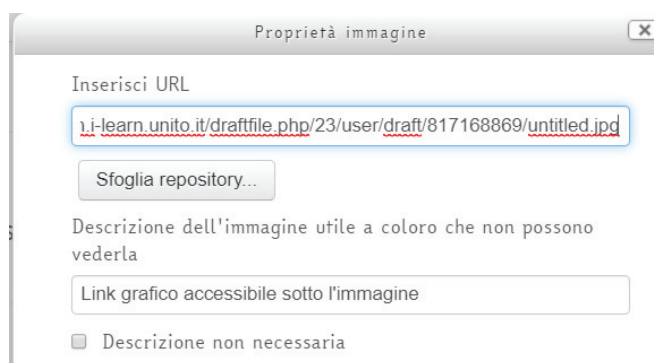 Proprietà immagine
Inserisci URL
.i-learn.unito.it/draftfile.php/23/user/draft/817168869/untitled.jpg
Sfoglia repository...
Descrizione dell'immagine utile a coloro che non possono
vederla
Link grafico accessibile sotto l'immagine
Descrizione non necessaria